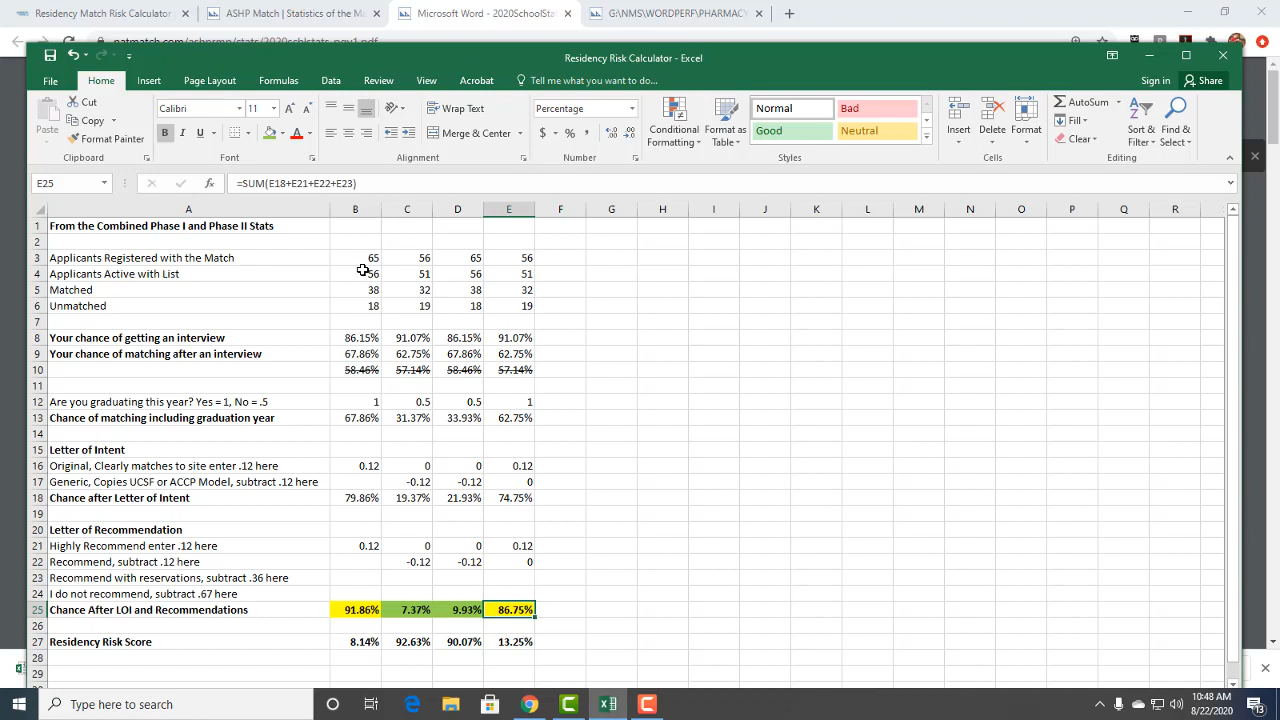 Residency Match Risk Calculator
ASHP Match | Statistics of the M
Microsoft Word - 2020SchoolStat
G:\NMS\WORDPERF\PHARMACY
natmatch.com/ashprmp/stats/2020schlstats_ngv1.pdf
Residency Risk Calculator - Excel
File Home Insert Page Layout Formulas Data Review View Acrobat Tell me what you want to do... Sign in Share
Paste Cut Copy Format Painter
Calibri 11 Wrap Text Merge & Center Percentage
B I U $ % ,
Conditional Formatting Format as Table Normal Bad Good Neutral
Insert Delete Format AutoSum Fill Clear Sort & Filter Find & Select
Clipboard Font Alignment Number Styles Cells Editing
E25 fx =SUM(E18+E21+E22+E23)
A B C D E F G H I J K L M N O P Q R
1 From the Combined Phase I and Phase II Stats
2
3 Applicants Registered with the Match 65 56 65 56
4 Applicants Active with List 56 51 56 51
5 Matched 38 32 38 32
6 Unmatched 18 19 18 19
7
8 Your chance of getting an interview 86.15% 91.07% 86.15% 91.07%
9 Your chance of matching after an interview 67.86% 62.75% 67.86% 62.75%
10 58.46% 57.14% 58.46% 57.14%
11
12 Are you graduating this year? Yes = 1, No = .5 1 0.5 0.5 1
13 Chance of matching including graduation year 67.86% 31.37% 33.93% 62.75%
14
15 Letter of Intent
16 Original, Clearly matches to site enter .12 here 0.12 0 0 0.12
17 Generic, Copies UCSF or ACCP Model, subtract .12 here -0.12 -0.12 0
18 Chance after Letter of Intent 79.86% 19.37% 21.93% 74.75%
19
20 Letter of Recommendation
21 Highly Recommend enter .12 here 0.12 0 0 0.12
22 Recommend, subtract .12 here -0.12 -0.12 0
23 Recommend with reservations, subtract .36 here
24 I do not recommend, subtract .67 here
25 Chance After LOI and Recommendations 91.86% 7.37% 9.93% 86.75%
26
27 Residency Risk Score 8.14% 92.63% 90.07% 13.25%
28
29
Type here to search
10:48 AM
8/22/2020
13